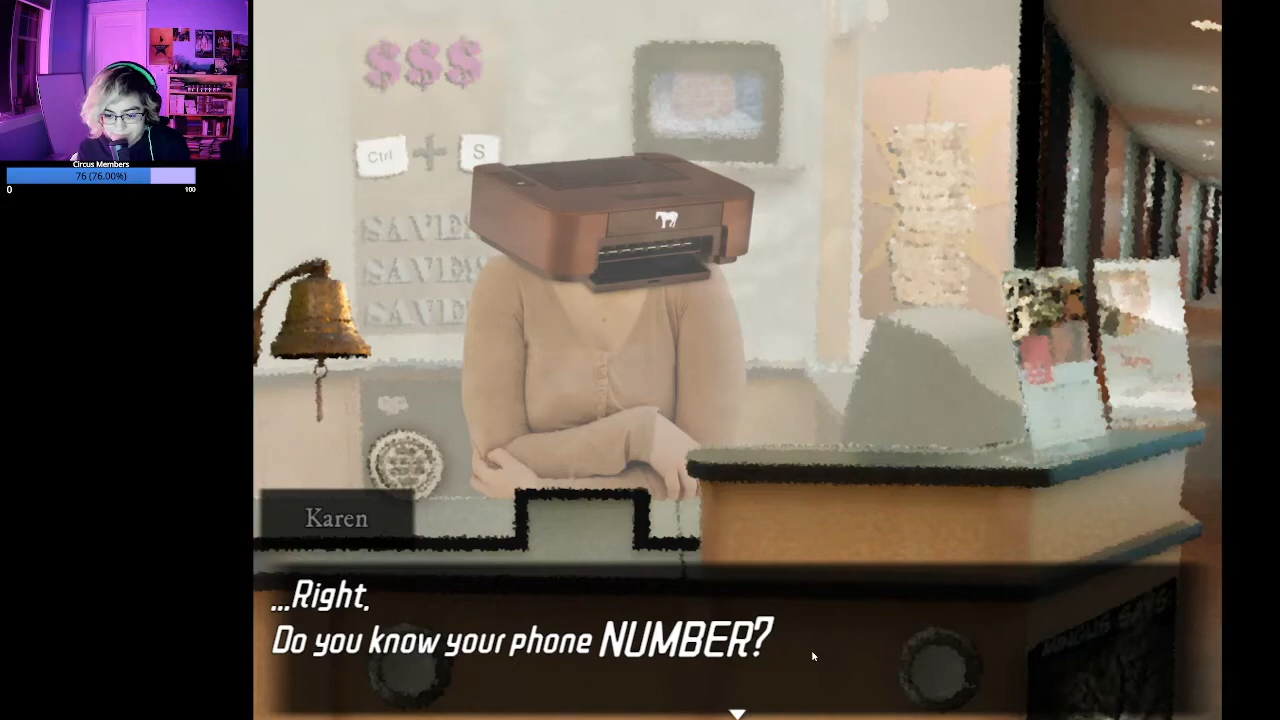 $$$
Ctrl + S
SAVE
SAVE
SAVE
Circus Members
76 (76.00%)
0 100
Karen
...Right.
Do you know your phone NUMBER?